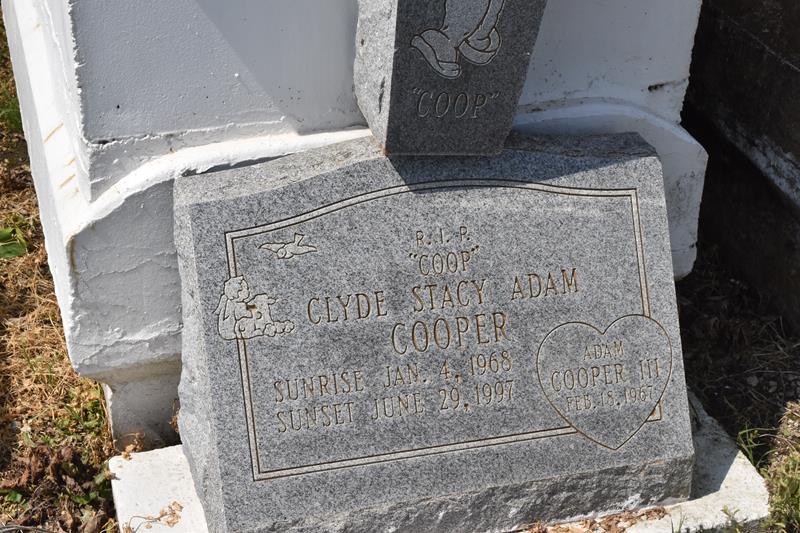 "COOP"
R. I. P.
"COOP"
CLYDE STACY ADAM
COOPER
SUNRISE JAN. 4, 1968
SUNSET JUNE 29, 1997
ADAM
COOPER III
FEB. 18, 1967